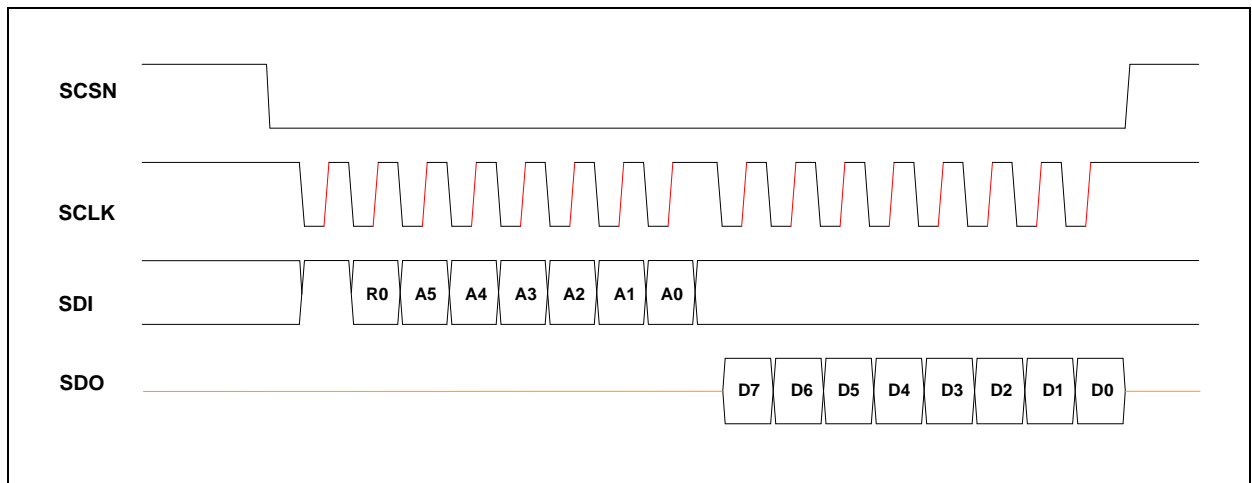 SCSN
SCLK
SDI R0 A5 A4 A3 A2 A1 A0
SDO D7 D6 D5 D4 D3 D2 D1 D0